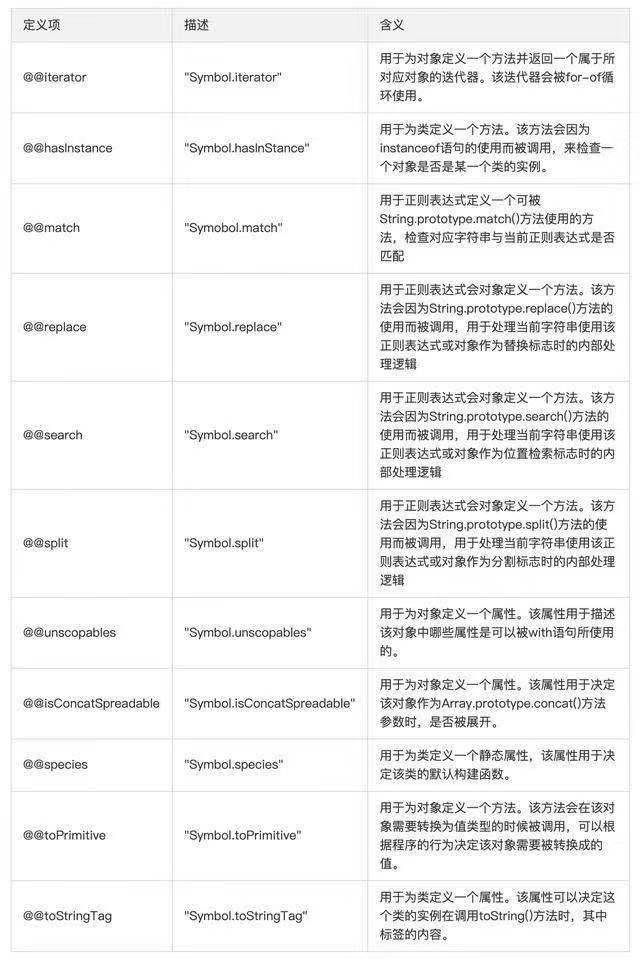 定义项 描述 含义
用于为对象定义一个方法并返回一个属于所
@@iterator "Symbol.iterator" 对应对象的迭代器。该迭代器会被for-of循
环使用。
用于为类定义一个方法。该方法会因为
@@hasInstance "Symbol.hasInStance" instanceof语句的使用而被调用，来检查一
个对象是否是某一个类的实例。
用于正则表达式定义一个可被
String.prototype.match()方法使用的方
@@match "Symobol.match" 法，检查对应字符串与当前正则表达式是否
匹配
用于正则表达式会对象定义一个方法。该方
法会因为String.prototype.replace()方法的
@@replace "Symbol.replace" 使用而被调用，用于处理当前字符串使用该
正则表达式或对象作为替换标志时的内部处
理逻辑
用于正则表达式会对象定义一个方法。该方
法会因为String.prototype.search()方法的
@@search "Symbol.search" 使用而被调用，用于处理当前字符串使用该
正则表达式或对象作为位置检索标志时的内
部处理逻辑
用于正则表达式会对象定义一个方法。该方
法会因为String.prototype.split()方法的使
@@split "Symbol.split" 用而被调用，用于处理当前字符串使用该正
则表达式或对象作为分割标志时的内部处理
逻辑
用于为对象定义一个属性。该属性用于描述
@@unscopables "Symbol.unscopables" 该对象中哪些属性是可以被with语句所使用
的。
用于为对象定义一个属性。该属性用于决定
@@isConcatSpreadable "Symbol.isConcatSpreadable" 该对象作为Array.prototype.concat()方法
参数时，是否被展开。
@@species "Symbol.species" 用于为类定义一个静态属性，该属性用于决
定该类的默认构建函数。
用于为对象定义一个方法。该方法会在该对
@@toPrimitive "Symbol.toPrimitive" 象需要转换为值类型的时候被调用，可以根
据程序的行为决定该对象需要被转换成的
值。
用于为类定义一个属性。该属性可以决定这
@@toStringTag "Symbol.toStringTag" 个类的实例在调用toString()方法时，其中
标签的内容。